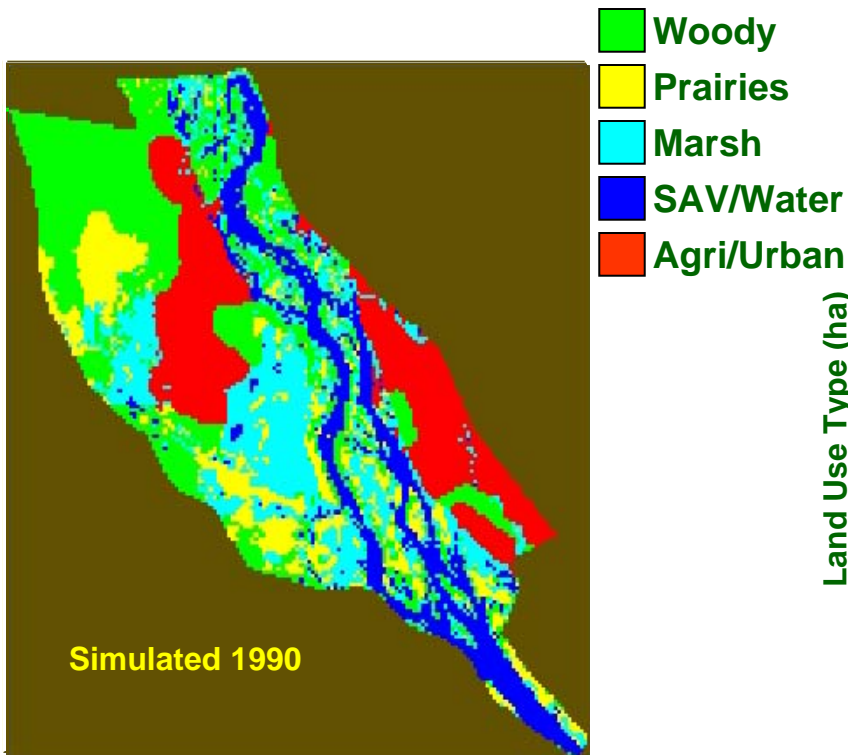 Woody
Prairies
Marsh
SAV/Water
Agri/Urban
Land Use Type (ha)
Simulated 1990